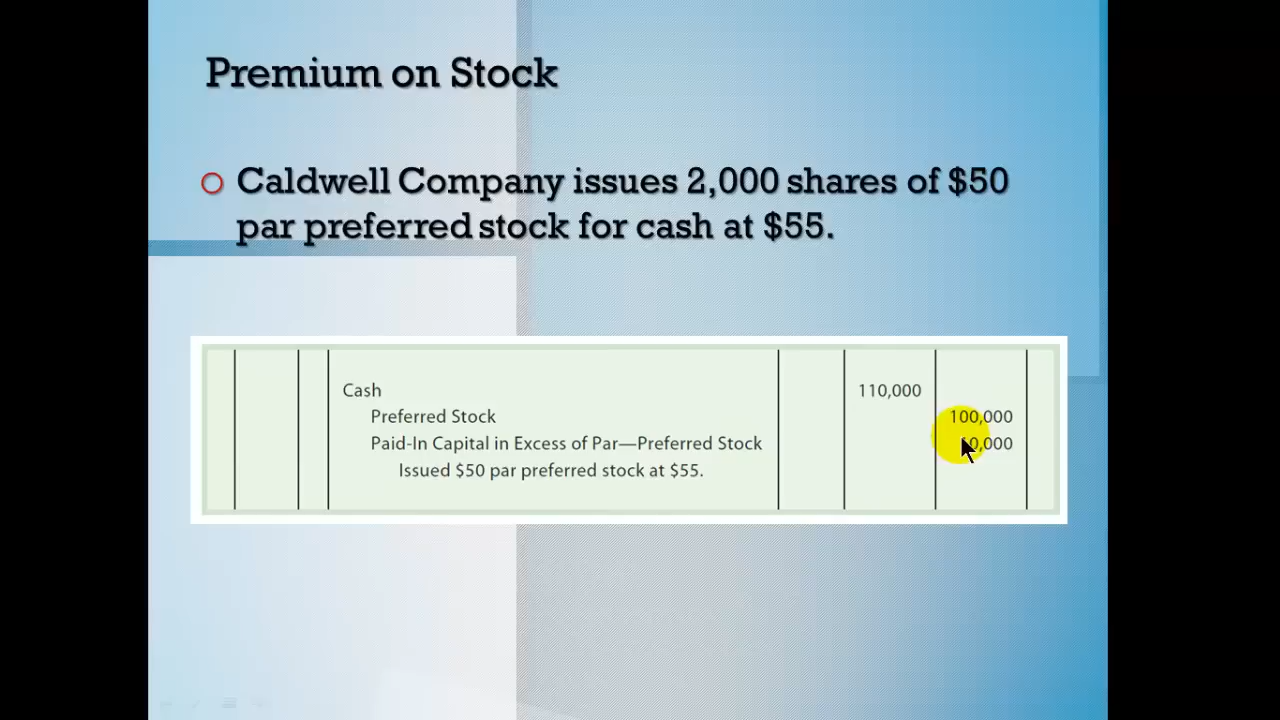 Premium on Stock
Caldwell Company issues 2,000 shares of $50
par preferred stock for cash at $55.
Cash 110,000
Preferred Stock 100,000
Paid-In Capital in Excess of Par—Preferred Stock
Issued $50 par preferred stock at $55.